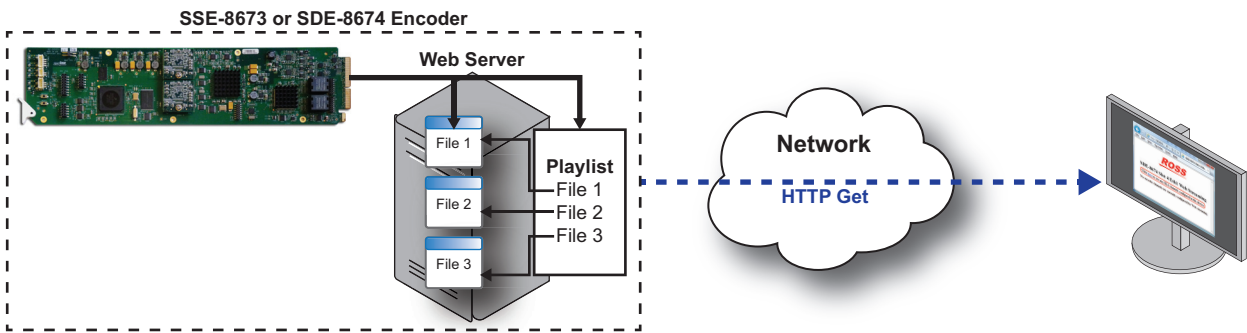 SSE-8673 or SDE-8674 Encoder
Web Server
File 1
File 2
File 3
Playlist
File 1
File 2
File 3
Network
HTTP Get
ROSS